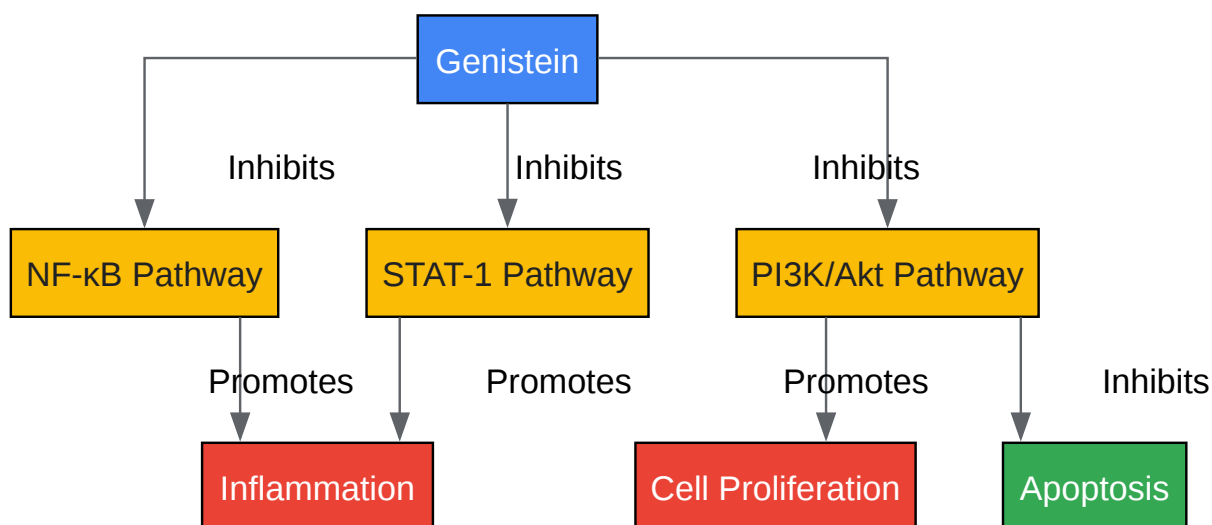 Genistein
Inhibits
Inhibits
Inhibits
NF-κB Pathway
STAT-1 Pathway
PI3K/Akt Pathway
Promotes
Promotes
Promotes
Inhibits
Inflammation
Cell Proliferation
Apoptosis